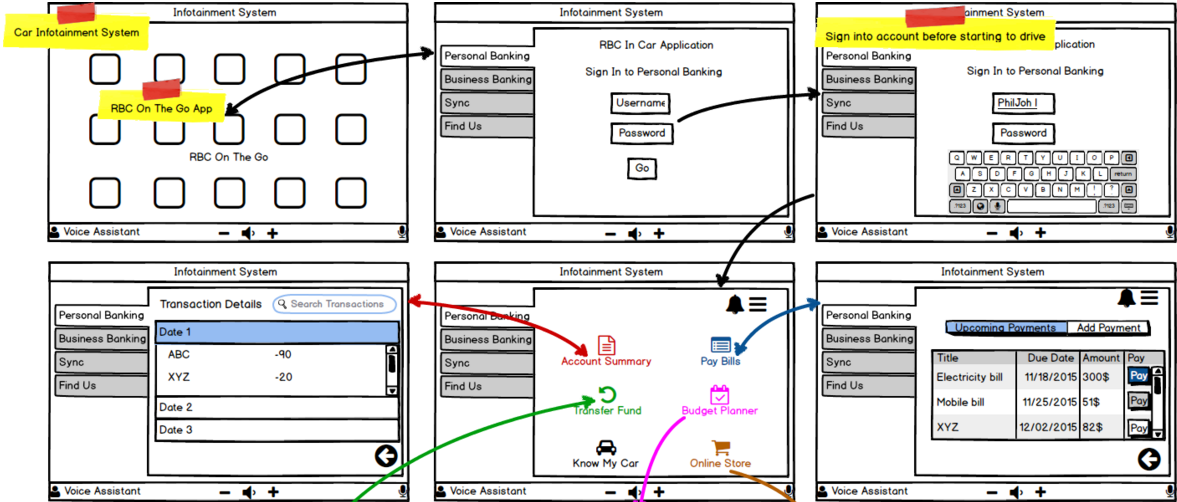 Infotainment System
Car Infotainment System
RBC On The Go App
RBC On The Go
Voice Assistant
Infotainment System
Personal Banking
Business Banking
Sync
Find Us
RBC In Car Application
Sign In to Personal Banking
Username
Password
Go
Voice Assistant
Sign into account before starting to drive
Personal Banking
Business Banking
Sync
Find Us
Sign In to Personal Banking
PhilJoh |
Password
Q W E R T Y U I O P
A S D F G H J K L return
Z X C V B N M ! ?
.?123 .?123
Voice Assistant
Infotainment System
Personal Banking
Business Banking
Sync
Find Us
Transaction Details
Search Transactions
Date 1
ABC -90
XYZ -20
Date 2
Date 3
Voice Assistant
Infotainment System
Personal Banking
Business Banking
Sync
Find Us
Account Summary
Pay Bills
Transfer Fund
Budget Planner
Know My Car
Online Store
Voice Assistant
Infotainment System
Personal Banking
Business Banking
Sync
Find Us
Upcoming Payments Add Payment
Title Due Date Amount Pay
Electricity bill 11/18/2015 300$ Pay
Mobile bill 11/25/2015 51$ Pay
XYZ 12/02/2015 82$ Pay
Voice Assistant